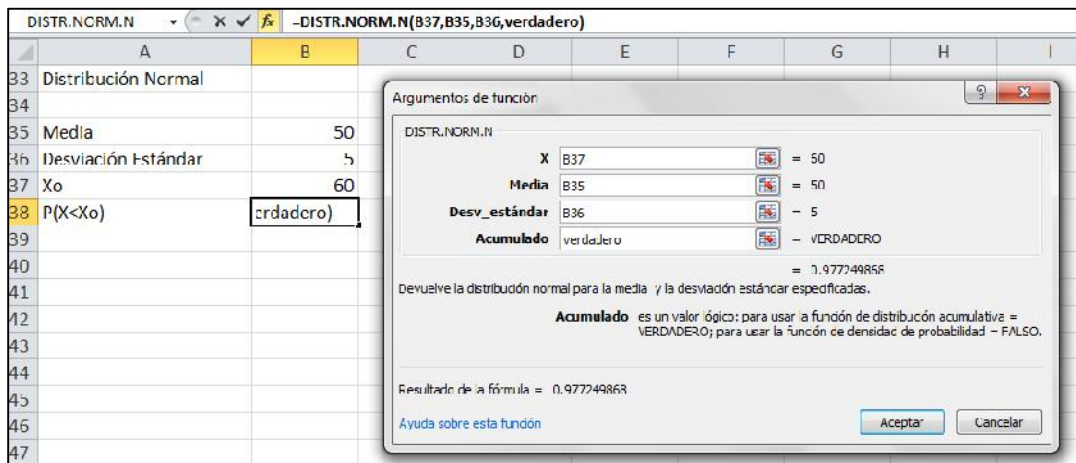 DISTR.NORM.N =DISTR.NORM.N(B37,B35,B36,verdadero)
A B C D E F G H I
33 Distribución Normal
34
35 Media 50
36 Desviación Estándar 5
37 Xo 60
38 P(X<Xo) erdadero)
39
40
41
42
43
44
45
46
47
Argumentos de función
DISTR.NORM.N
X B37 = 50
Media B35 = 50
Desv_estándar B36 = 5
Acumulado verdadero = VERDADERO
= 0.977249868
Devuelve la distribución normal para la media y la desviación estándar especificadas.
Acumulado es un valor lógico: para usar la función de distribución acumulativa =
VERDADERO; para usar la función de densidad de probabilidad = FALSO.
Resultado de la fórmula = 0.977249868
Ayuda sobre esta función
Aceptar
Cancelar